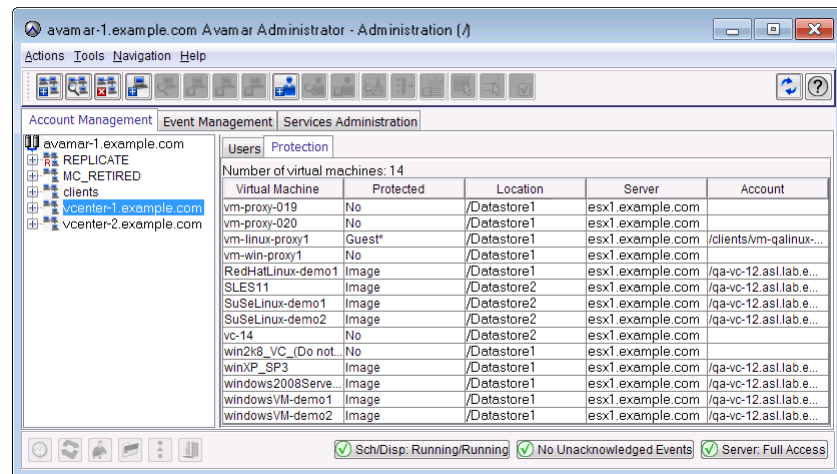 avamar-1.example.com Avamar Administrator - Administration [/]
Actions Tools Navigation Help
Account Management Event Management Services Administration
avamar-1.example.com
REPLICATE
MC_RETIRED
clients
vcenter-1.example.com
vcenter-2.example.com
Users Protection
Number of virtual machines: 14
Virtual Machine Protected Location Server Account
vm-proxy-019 No /Datastore1 esx1.example.com
vm-proxy-020 No /Datastore1 esx1.example.com
vm-linux-proxy1 Guest* /Datastore1 esx1.example.com /clients/vm-qalinux-...
vm-win-proxy1 No /Datastore1 esx1.example.com
RedHatLinux-demo1 Image /Datastore1 esx1.example.com /qa-vc-12.asl.lab.e...
SLES11 Image /Datastore2 esx1.example.com /qa-vc-12.asl.lab.e...
SuSeLinux-demo1 Image /Datastore2 esx1.example.com /qa-vc-12.asl.lab.e...
SuSeLinux-demo2 Image /Datastore2 esx1.example.com /qa-vc-12.asl.lab.e...
vc-14 No /Datastore2 esx1.example.com
win2k8_VC_(Do not... No /Datastore1 esx1.example.com
winXP_SP3 Image /Datastore1 esx1.example.com /qa-vc-12.asl.lab.e...
windows2008Serve... Image /Datastore1 esx1.example.com /qa-vc-12.asl.lab.e...
windowsVM-demo1 Image /Datastore1 esx1.example.com /qa-vc-12.asl.lab.e...
windowsVM-demo2 Image /Datastore1 esx1.example.com /qa-vc-12.asl.lab.e...
Sch/Disp: Running/Running No Unacknowledged Events Server: Full Access